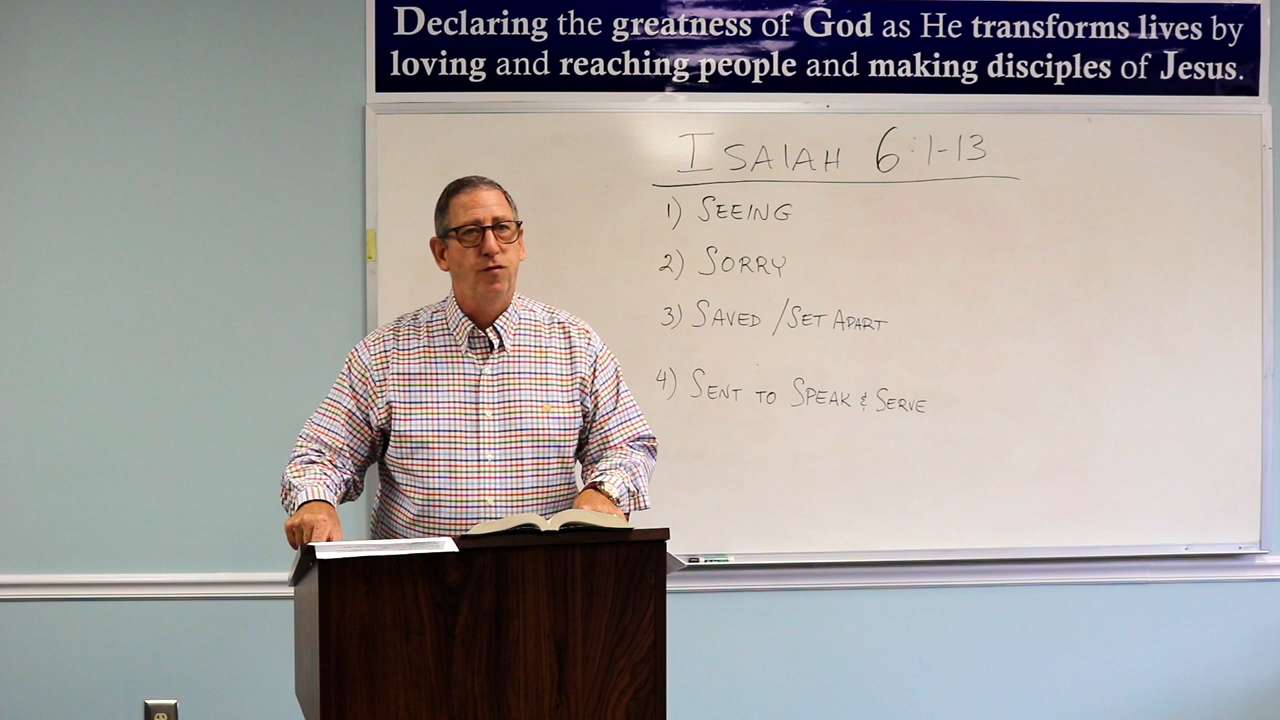 Declaring the greatness of God as He transforms lives by
loving and reaching people and making disciples of Jesus.
ISAIAH 6:1-13
1) SEEING
2) SORRY
3) SAVED / SET APART
4) SENT TO SPEAK & SERVE